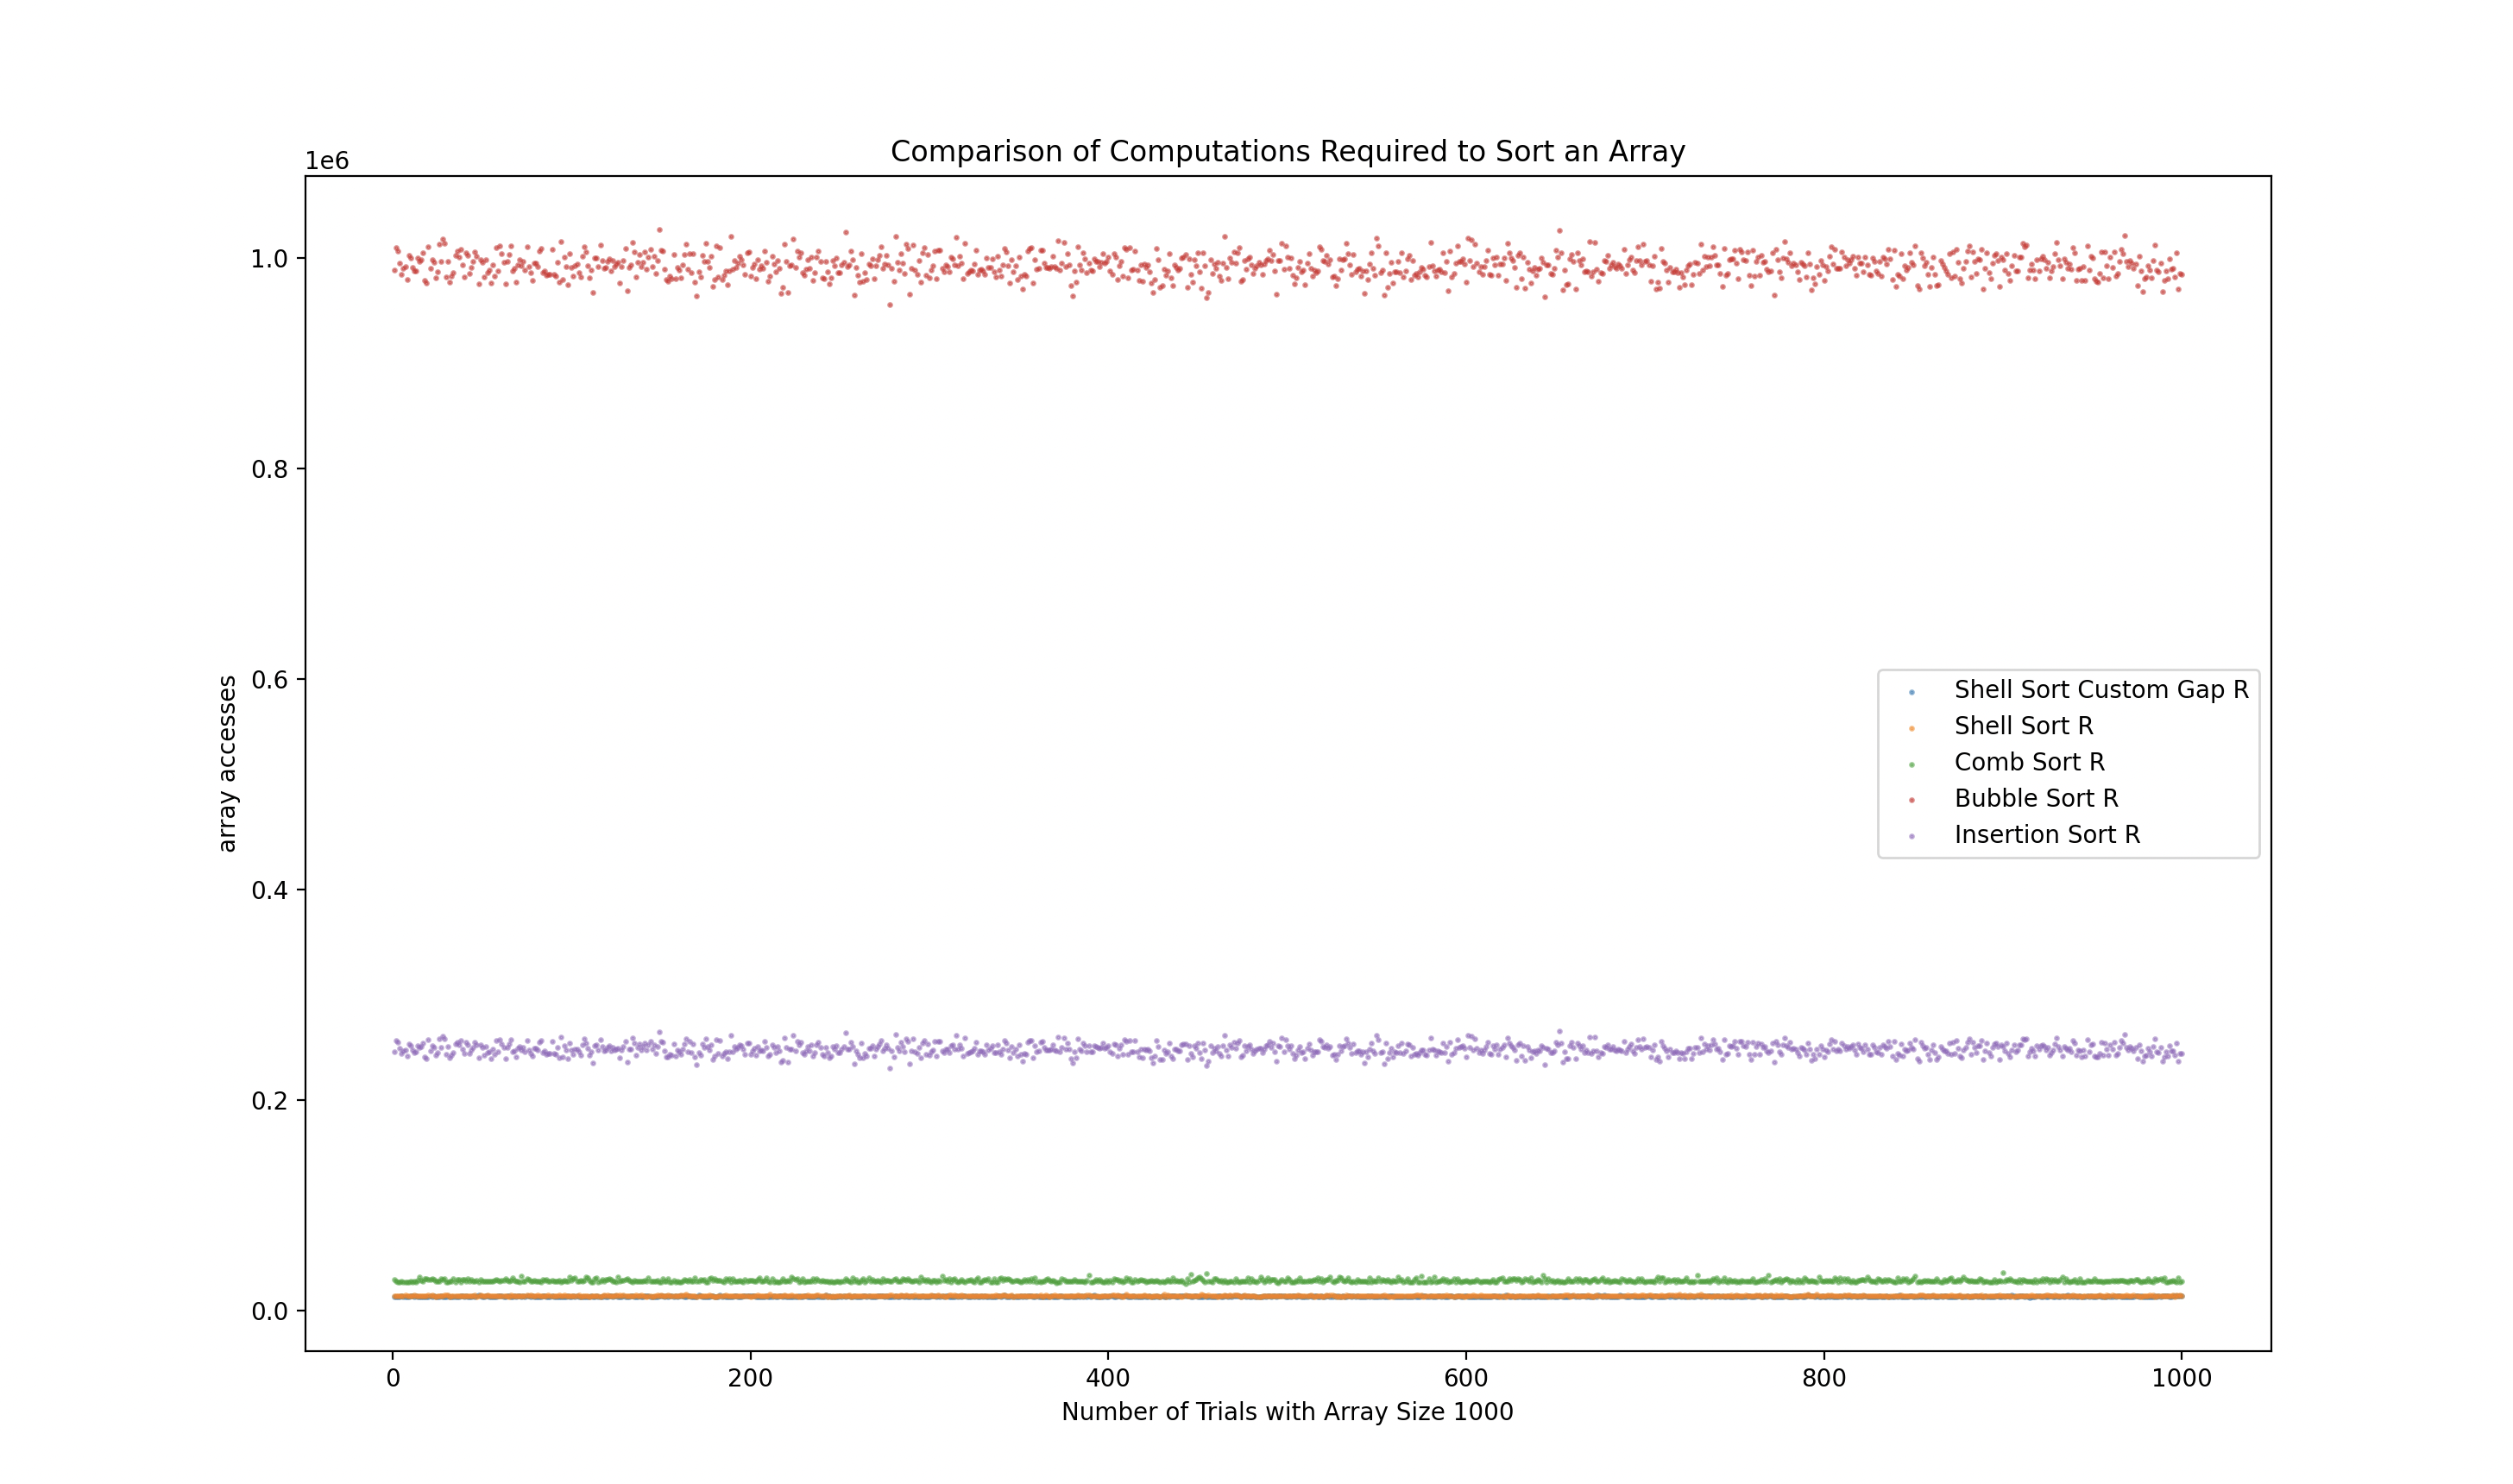 Comparison of Computations Required to Sort an Array
1e6
1.0
0.8
0.6
0.4
0.2
0.0
array accesses
Shell Sort Custom Gap R
Shell Sort R
Comb Sort R
Bubble Sort R
Insertion Sort R
0 200 400 600 800 1000
Number of Trials with Array Size 1000